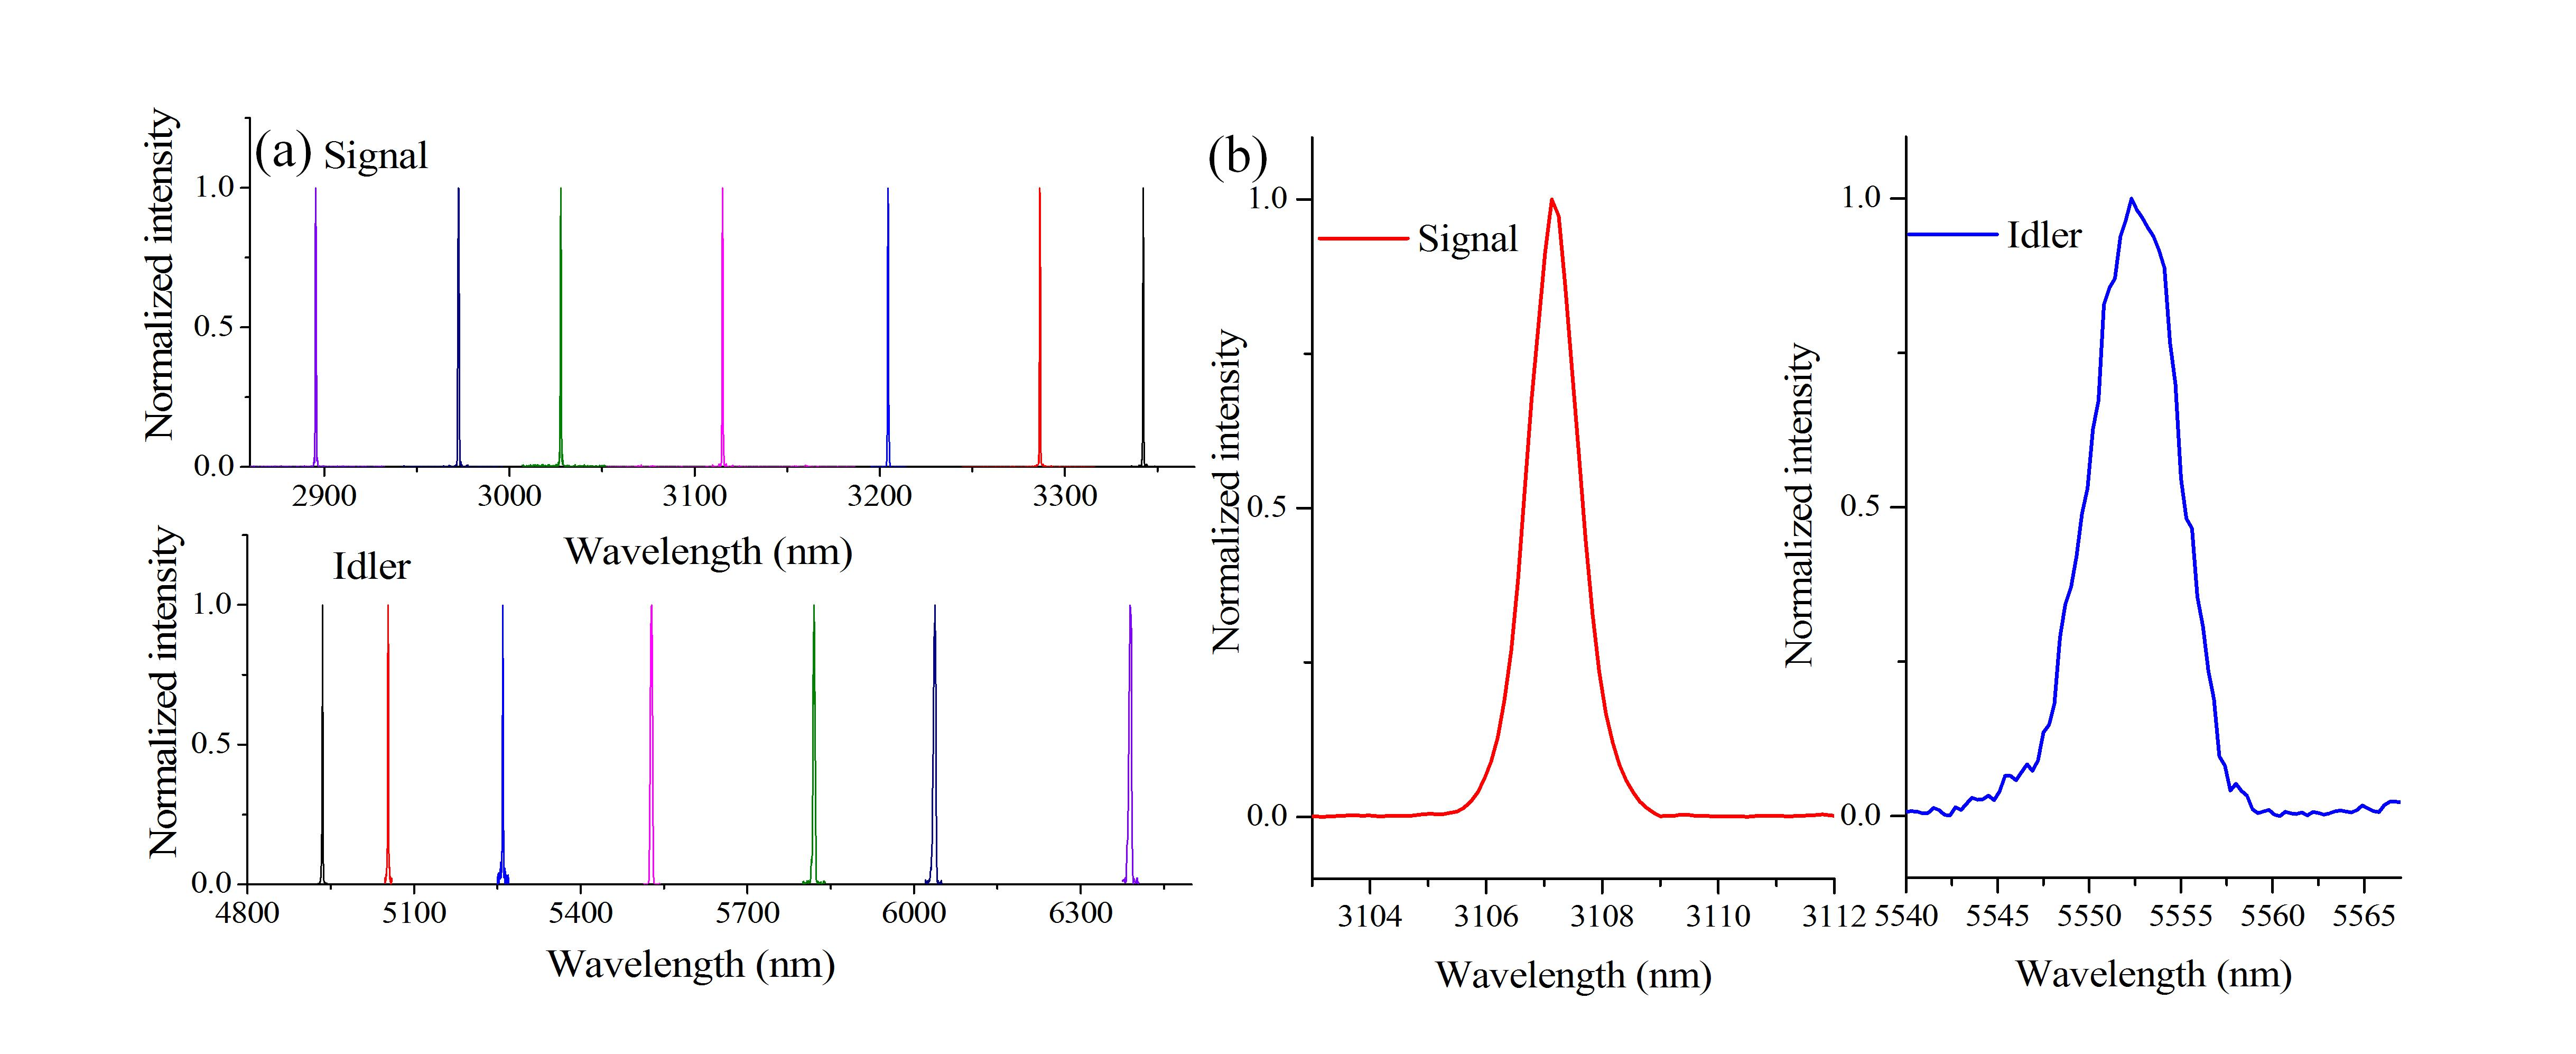 (a) Signal
Normalized intensity
1.0
0.5
0.0
2900 3000 3100 3200 3300
Wavelength (nm)
Idler
Normalized intensity
1.0
0.5
0.0
4800 5100 5400 5700 6000 6300
Wavelength (nm)
(b)
Signal
Normalized intensity
1.0
0.5
0.0
3104 3106 3108 3110 3112
Wavelength (nm)
Idler
Normalized intensity
1.0
0.5
0.0
5540 5545 5550 5555 5560 5565
Wavelength (nm)